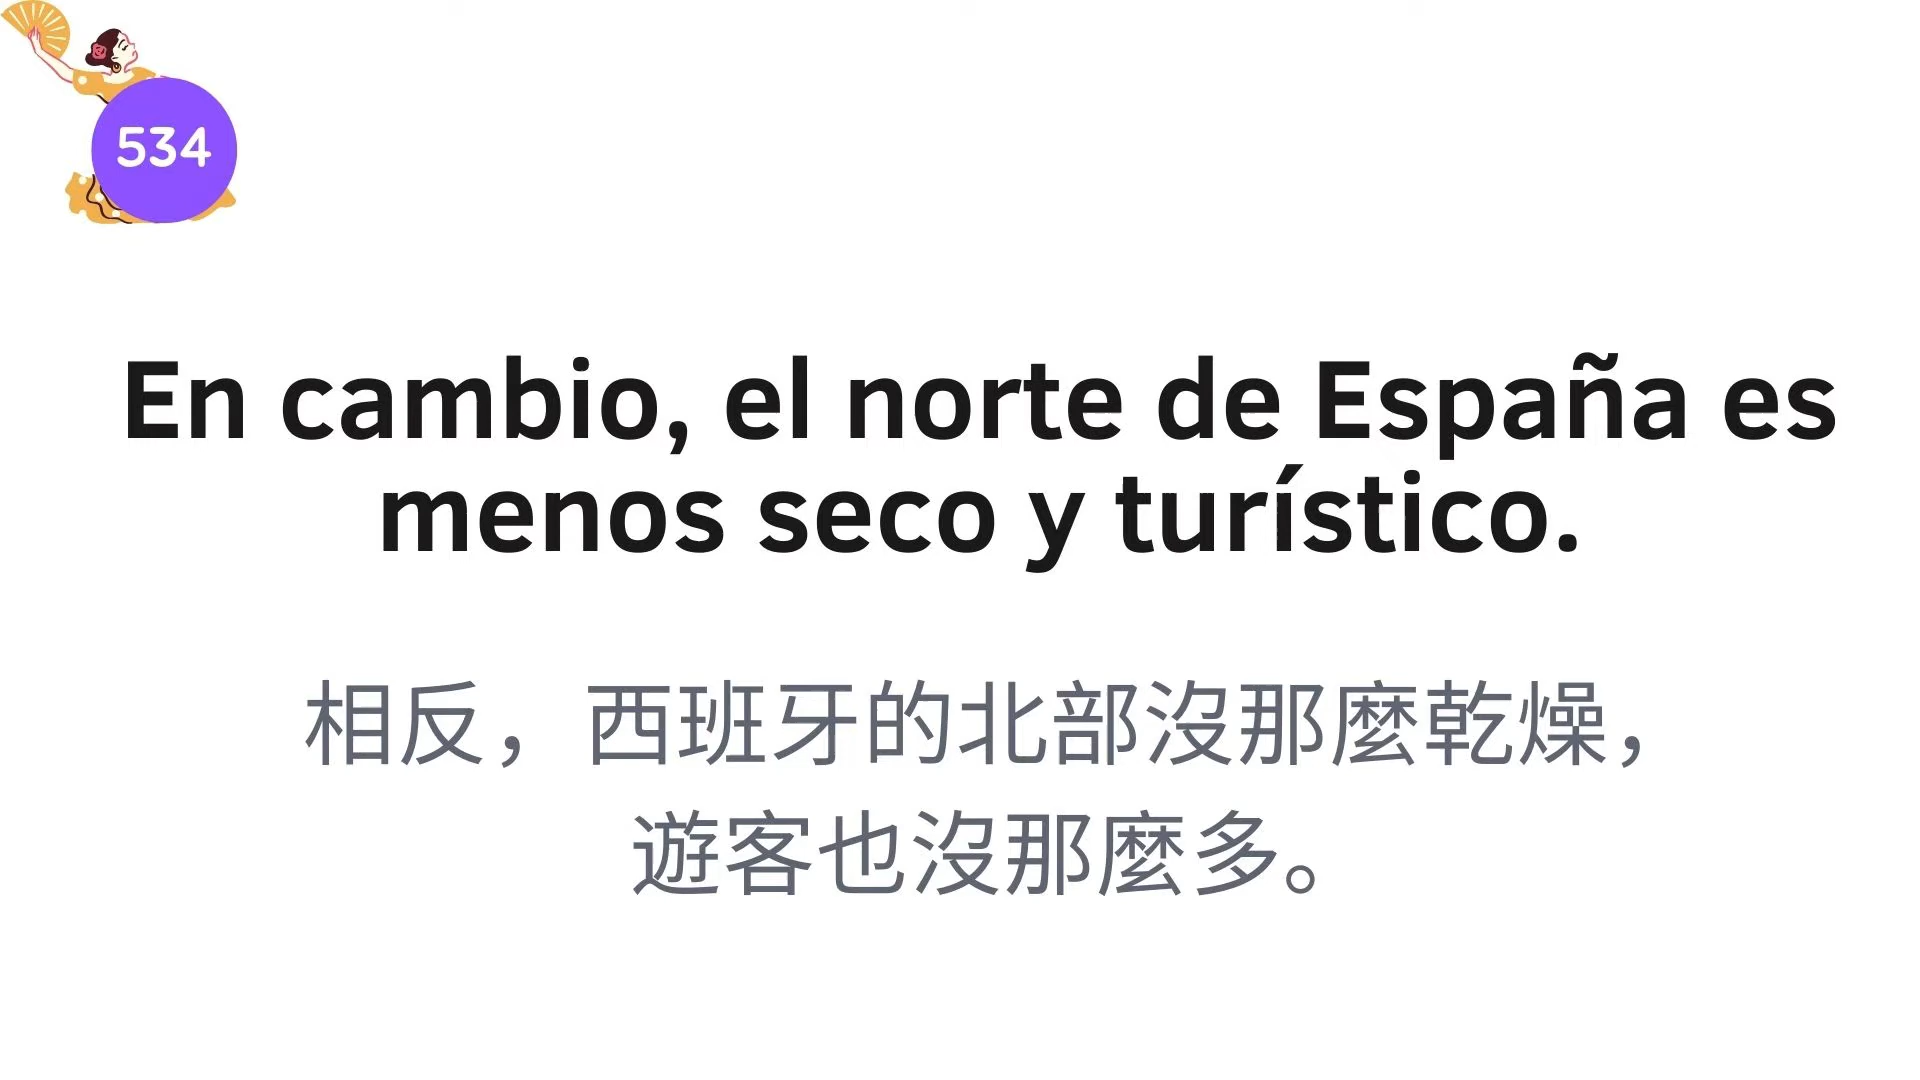 534
En cambio, el norte de España es
menos seco y turístico.
相反，西班牙的北部沒那麼乾燥，
遊客也沒那麼多。